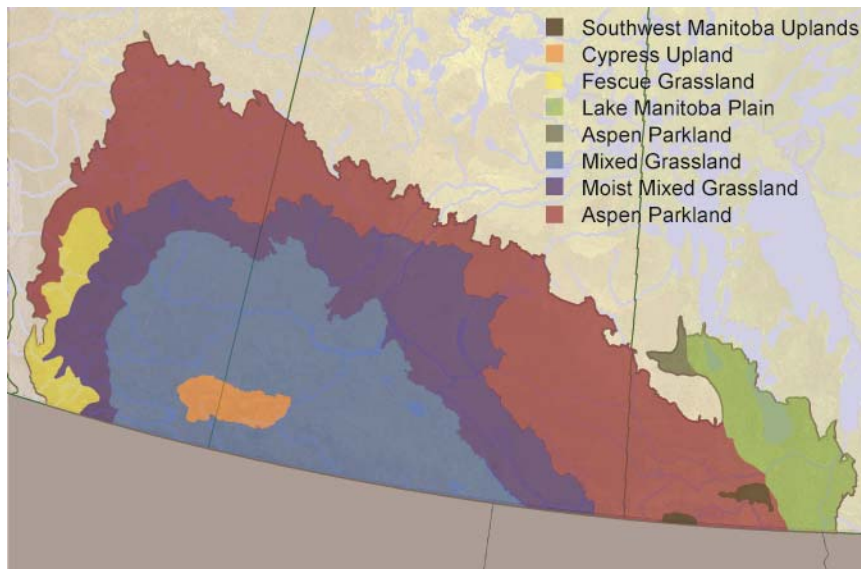 Southwest Manitoba Uplands
Cypress Upland
Fescue Grassland
Lake Manitoba Plain
Aspen Parkland
Mixed Grassland
Moist Mixed Grassland
Aspen Parkland